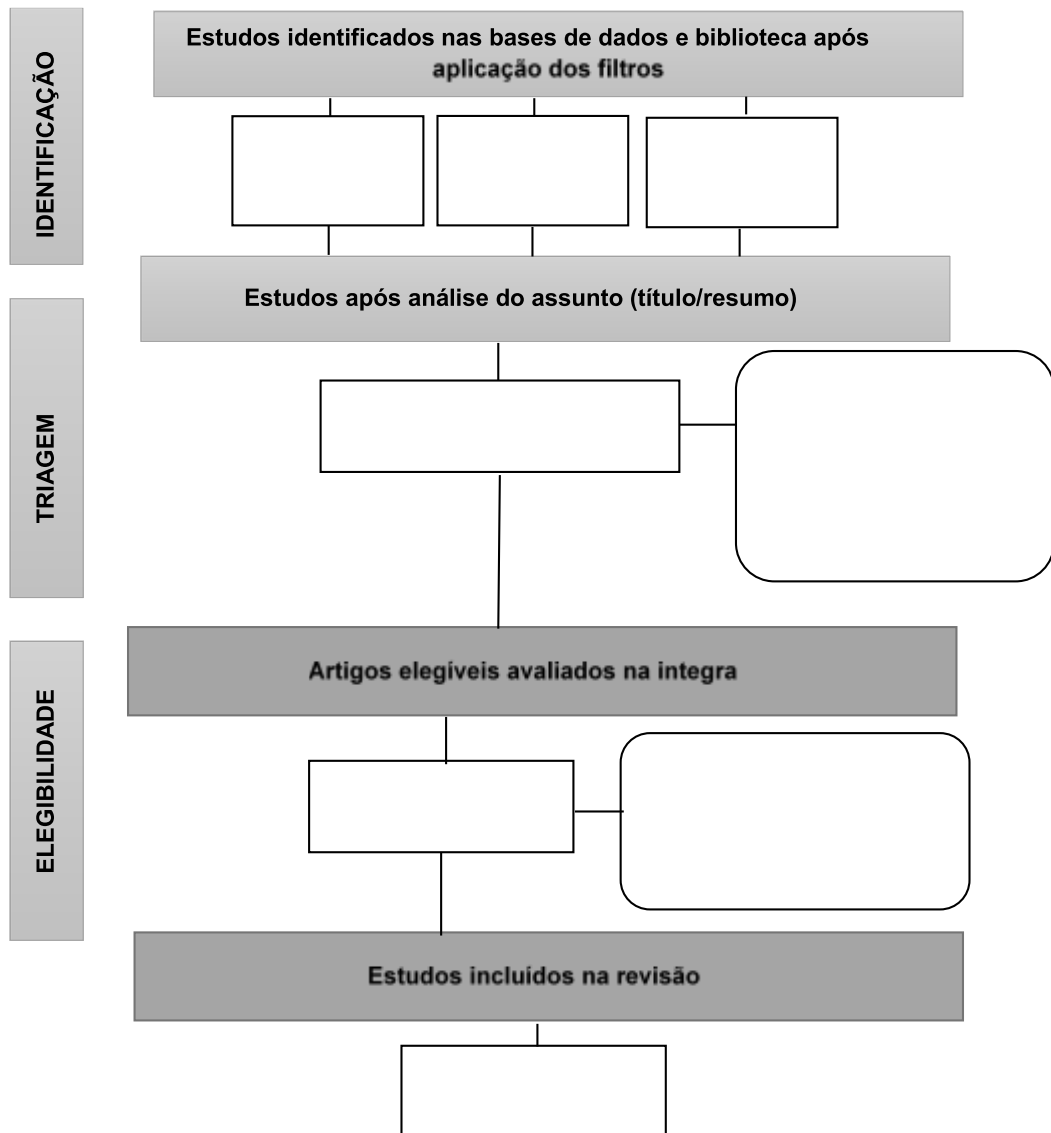 Estudos identificados nas bases de dados e biblioteca após
aplicação dos filtros
IDENTIFICAÇÃO
Estudos após análise do assunto (título/resumo)
TRIAGEM
Artigos elegíveis avaliados na integra
ELEGIBILIDADE
Estudos incluídos na revisão